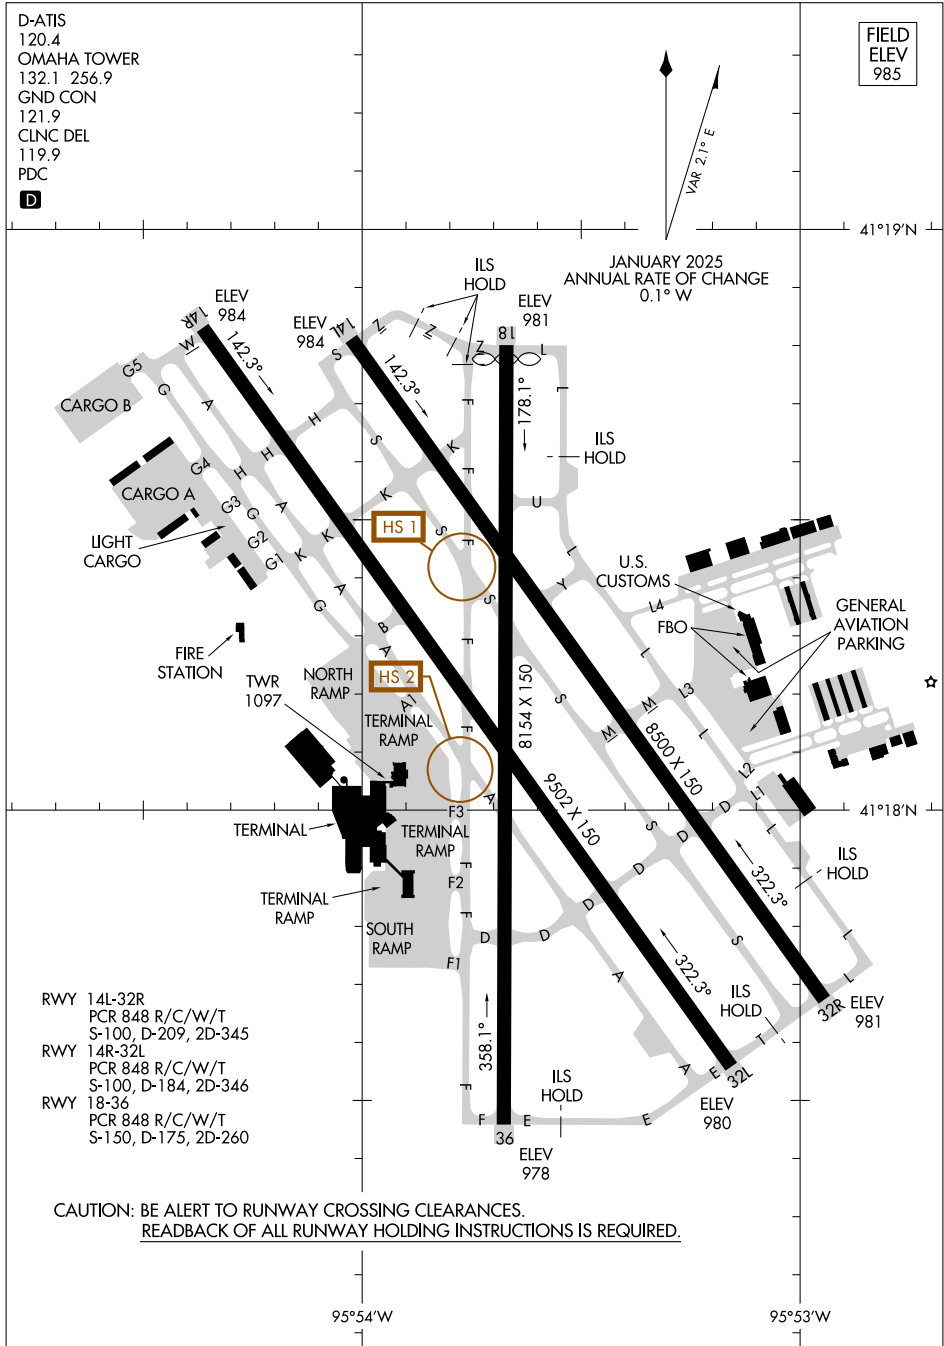 D-ATIS
120.4
OMAHA TOWER
132.1 256.9
GND CON
121.9
CLNC DEL
119.9
PDC
D
FIELD
ELEV
985
VAR 2.1° E
JANUARY 2025
ANNUAL RATE OF CHANGE
0.1° W
41°19'N
ILS
HOLD
ELEV
984
ELEV
984
ELEV
981
14R
14L
18
W
Z
Z
Z
L
S
142.3°
142.3°
178.1°
G5
G
A
H
F
K
F
L
CARGO B
CARGO A
G4
H
H
S
K
ILS
HOLD
G3
G
A
U
G2
K
K
S
F
L
HS 1
LIGHT
CARGO
G1
G
A
S
Y
U.S.
CUSTOMS
L4
FBO
GENERAL
AVIATION
PARKING
FIRE
STATION
B
A
F
L
NORTH
RAMP
TWR
1097
HS 2
A1
S
M
L3
TERMINAL
RAMP
F
M
L
8154 X 150
8500 X 150
9502 X 150
L2
L1
A
D
L
41°18'N
TERMINAL
F3
TERMINAL
RAMP
S
D
D
ILS
HOLD
F
F2
D
322.3°
TERMINAL
RAMP
F
SOUTH
RAMP
D
D
S
L
F1
A
322.3°
L
358.1°
ILS
HOLD
32R
ELEV
981
T
E
A
32L
ELEV
980
F
ILS
HOLD
F
E
E
36
ELEV
978
RWY 14L-32R
PCR 848 R/C/W/T
S-100, D-209, 2D-345
RWY 14R-32L
PCR 848 R/C/W/T
S-100, D-184, 2D-346
RWY 18-36
PCR 848 R/C/W/T
S-150, D-175, 2D-260
CAUTION: BE ALERT TO RUNWAY CROSSING CLEARANCES.
READBACK OF ALL RUNWAY HOLDING INSTRUCTIONS IS REQUIRED.
95°54'W
95°53'W